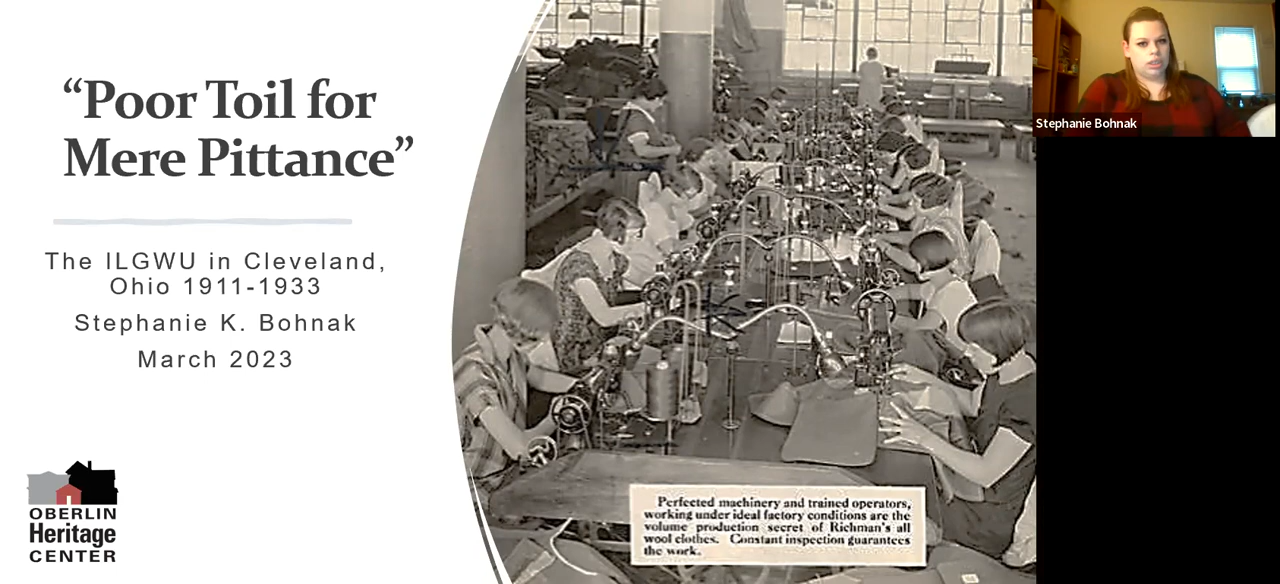 “Poor Toil for
Mere Pittance”
The ILGWU in Cleveland,
Ohio 1911-1933
Stephanie K. Bohnak
March 2023
OBERLIN
Heritage
CENTER
Perfected machinery and trained operators,
working under ideal factory conditions are the
volume production secret of Richman's all
wool clothes. Constant inspection guarantees
the work.
Stephanie Bohnak